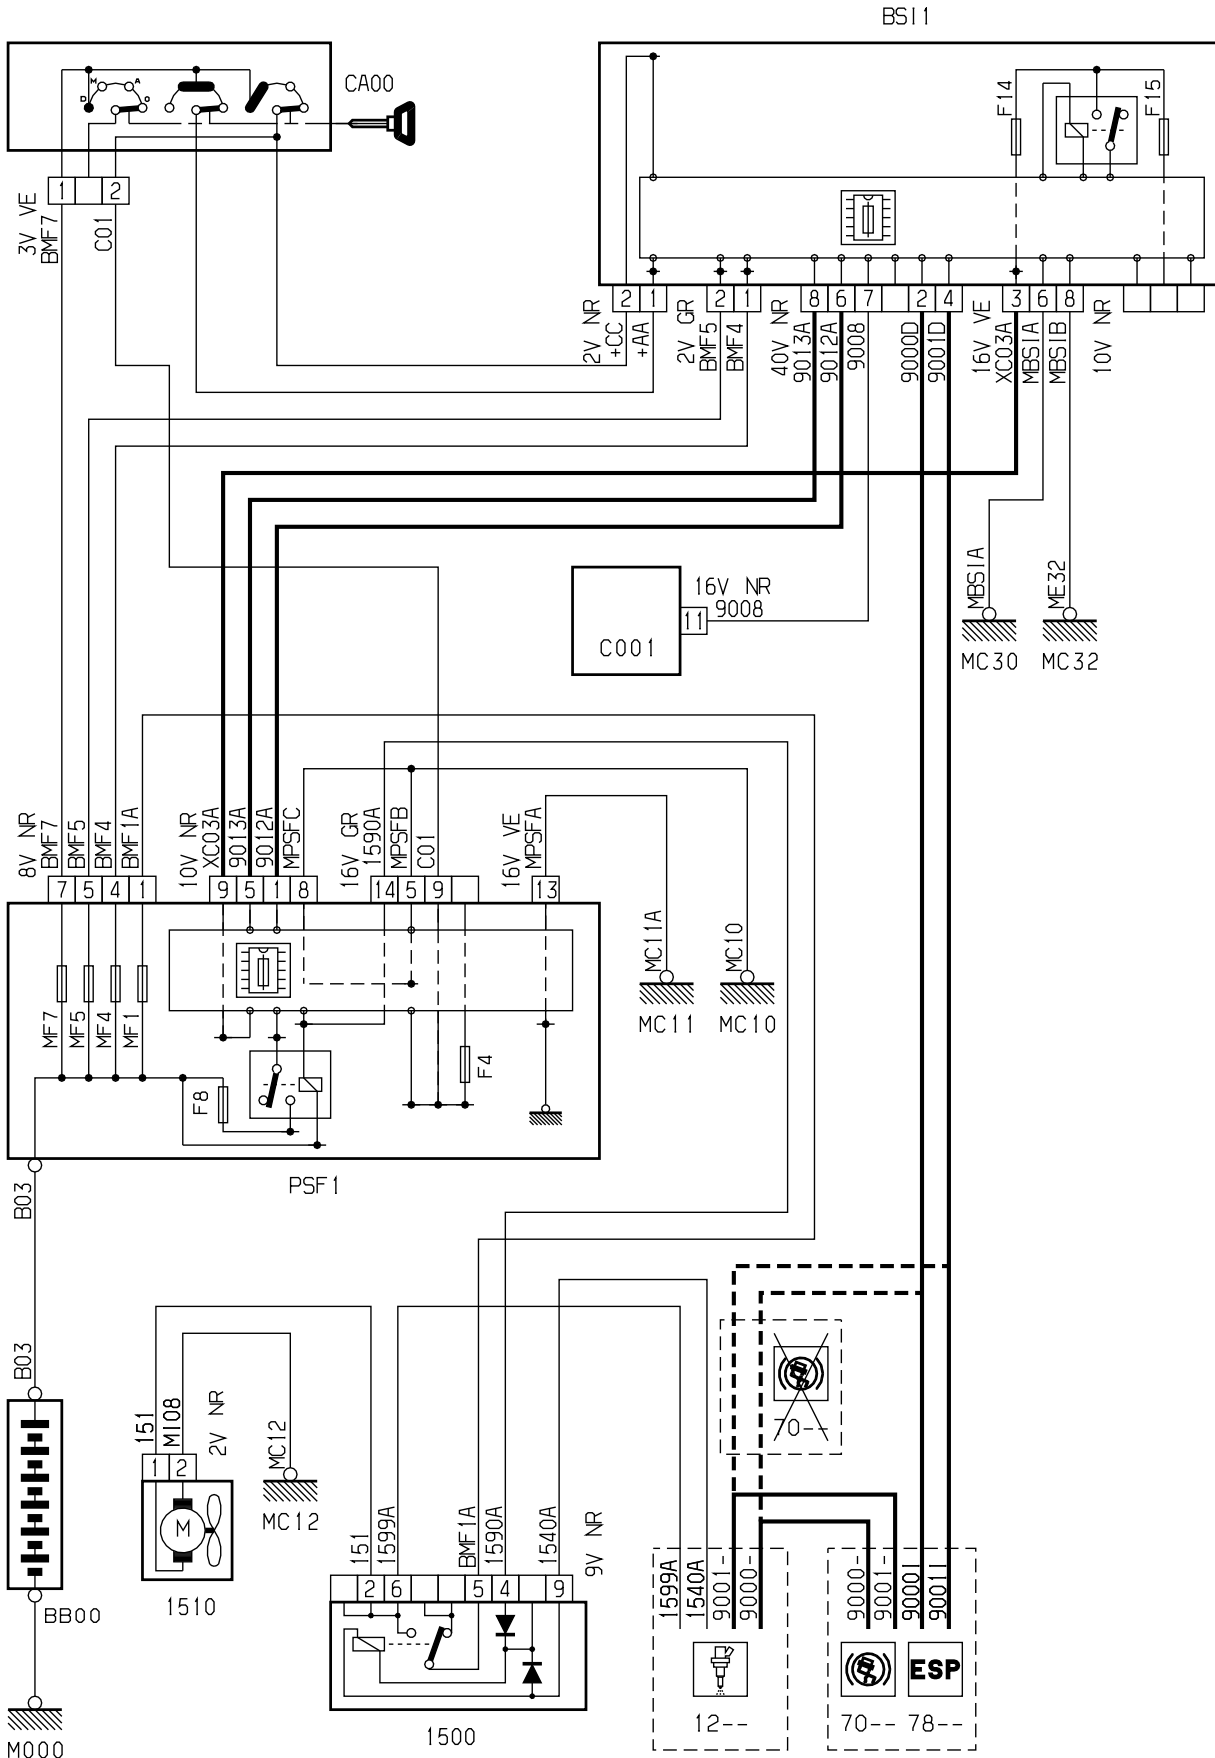 BSI1
CA00
M A
D C
F14
F15
1 2
3V VE
BMF7
C01
2 1 2 1 8 6 7 2 4 3 6 8
2V NR
+CC
+AA
2V GR
BMF5
BMF4
40V NR
9013A
9012A
9008
9000D
9001D
16V VE
XC03A
MBSIA
MBSIB
10V NR
16V NR
9008
11
C001
MBSIA
ME32
MC30
MC32
8V NR
BMF7
BMF5
BMF4
BMF1A
10V NR
XC03A
9013A
9012A
MPSFC
16V GR
1590A
MPSFB
C01
16V VE
MPSFA
7 5 4 1 9 5 1 8 14 5 9 13
MC11A
MC10
MC11
MC10
MF7
MF5
MF4
MF1
F8
F4
PSF1
B03
B03
BB00
M000
151
MI08
2V NR
1 2
M
1510
MC12
MC12
151
1599A
BMF1A
1590A
1540A
9V NR
2 6 5 4 9
1500
70--
1599A
1540A
9001-
9000-
12--
9000-
9001-
9000I
9001I
ESP
70--
78--